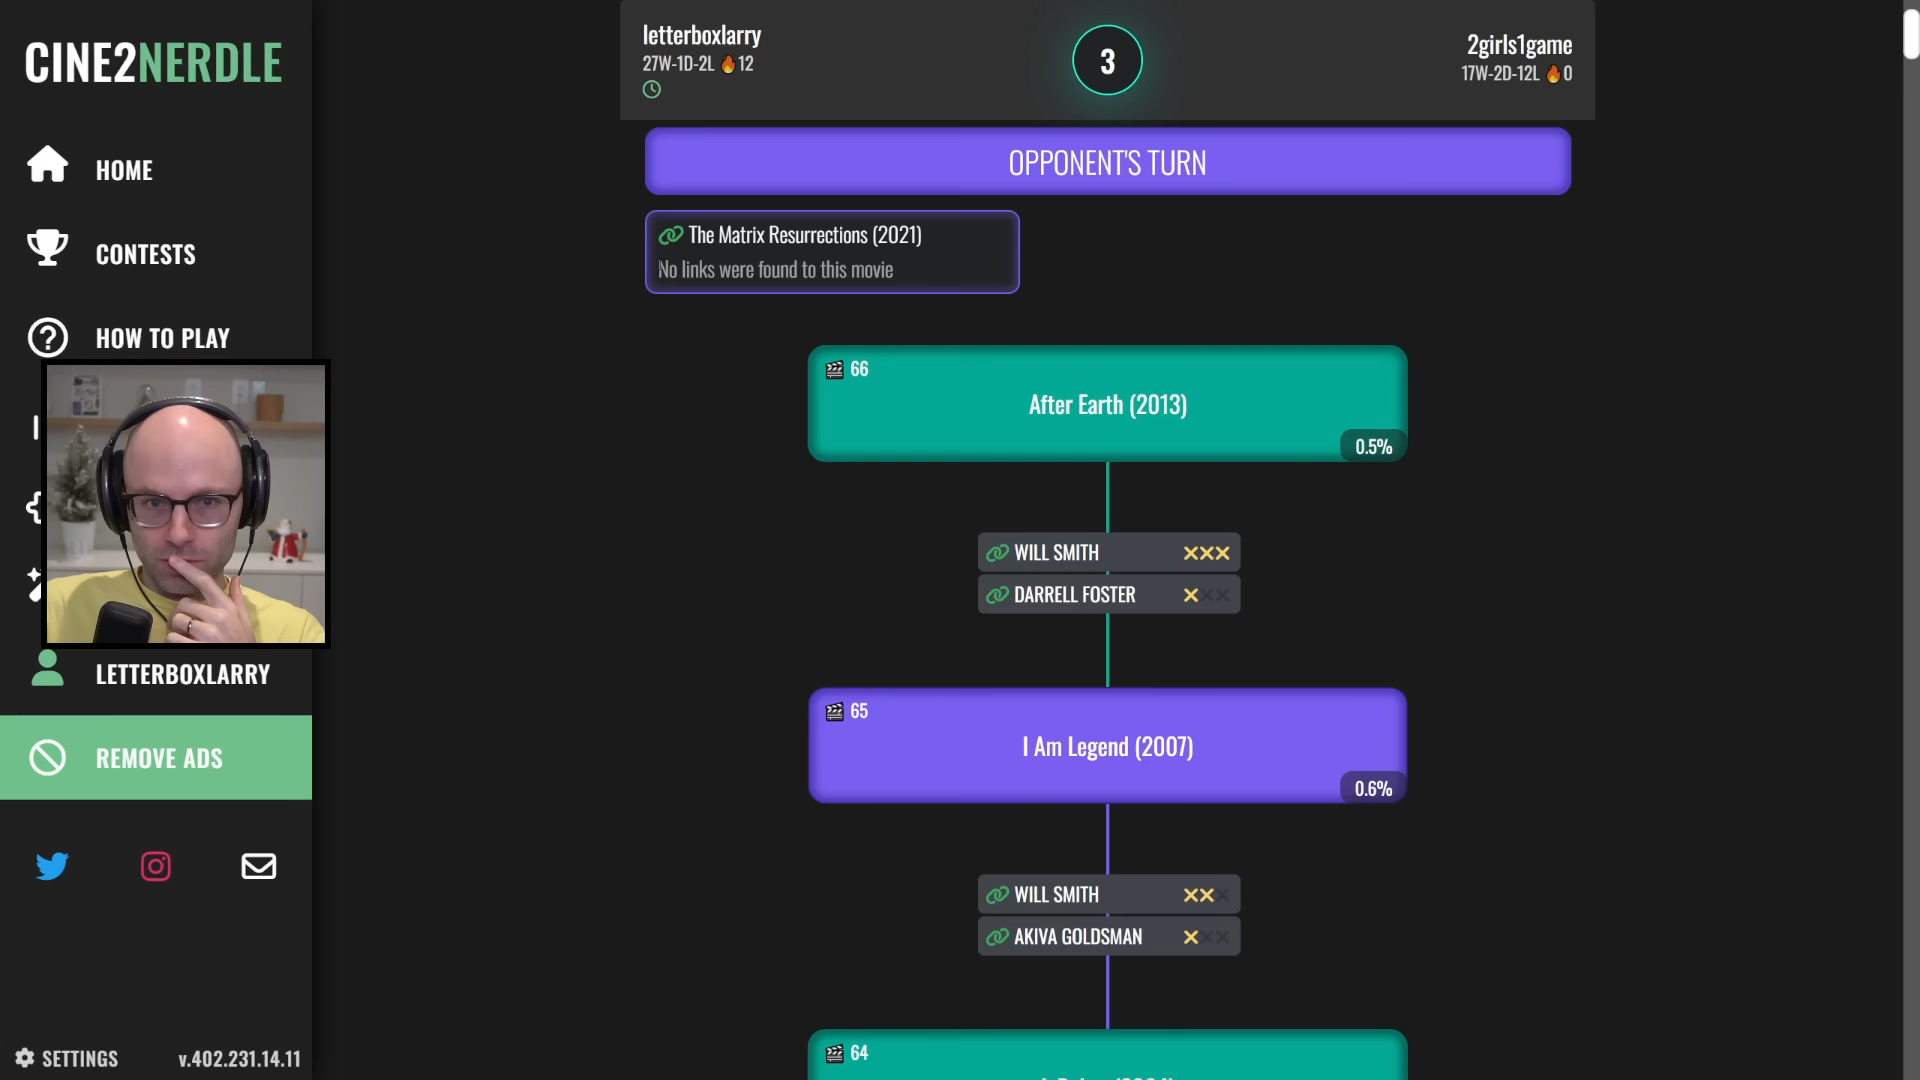 CINE2NERDLE
HOME
CONTESTS
HOW TO PLAY
LETTERBOXLARRY
REMOVE ADS
SETTINGS
v.402.231.14.11
letterboxlarry
27W-1D-2L 🔥12
3
2girls1game
17W-2D-12L 🔥0
OPPONENT'S TURN
The Matrix Resurrections (2021)
No links were found to this movie
66
After Earth (2013)
0.5%
WILL SMITH
DARRELL FOSTER
65
I Am Legend (2007)
0.6%
WILL SMITH
AKIVA GOLDSMAN
64